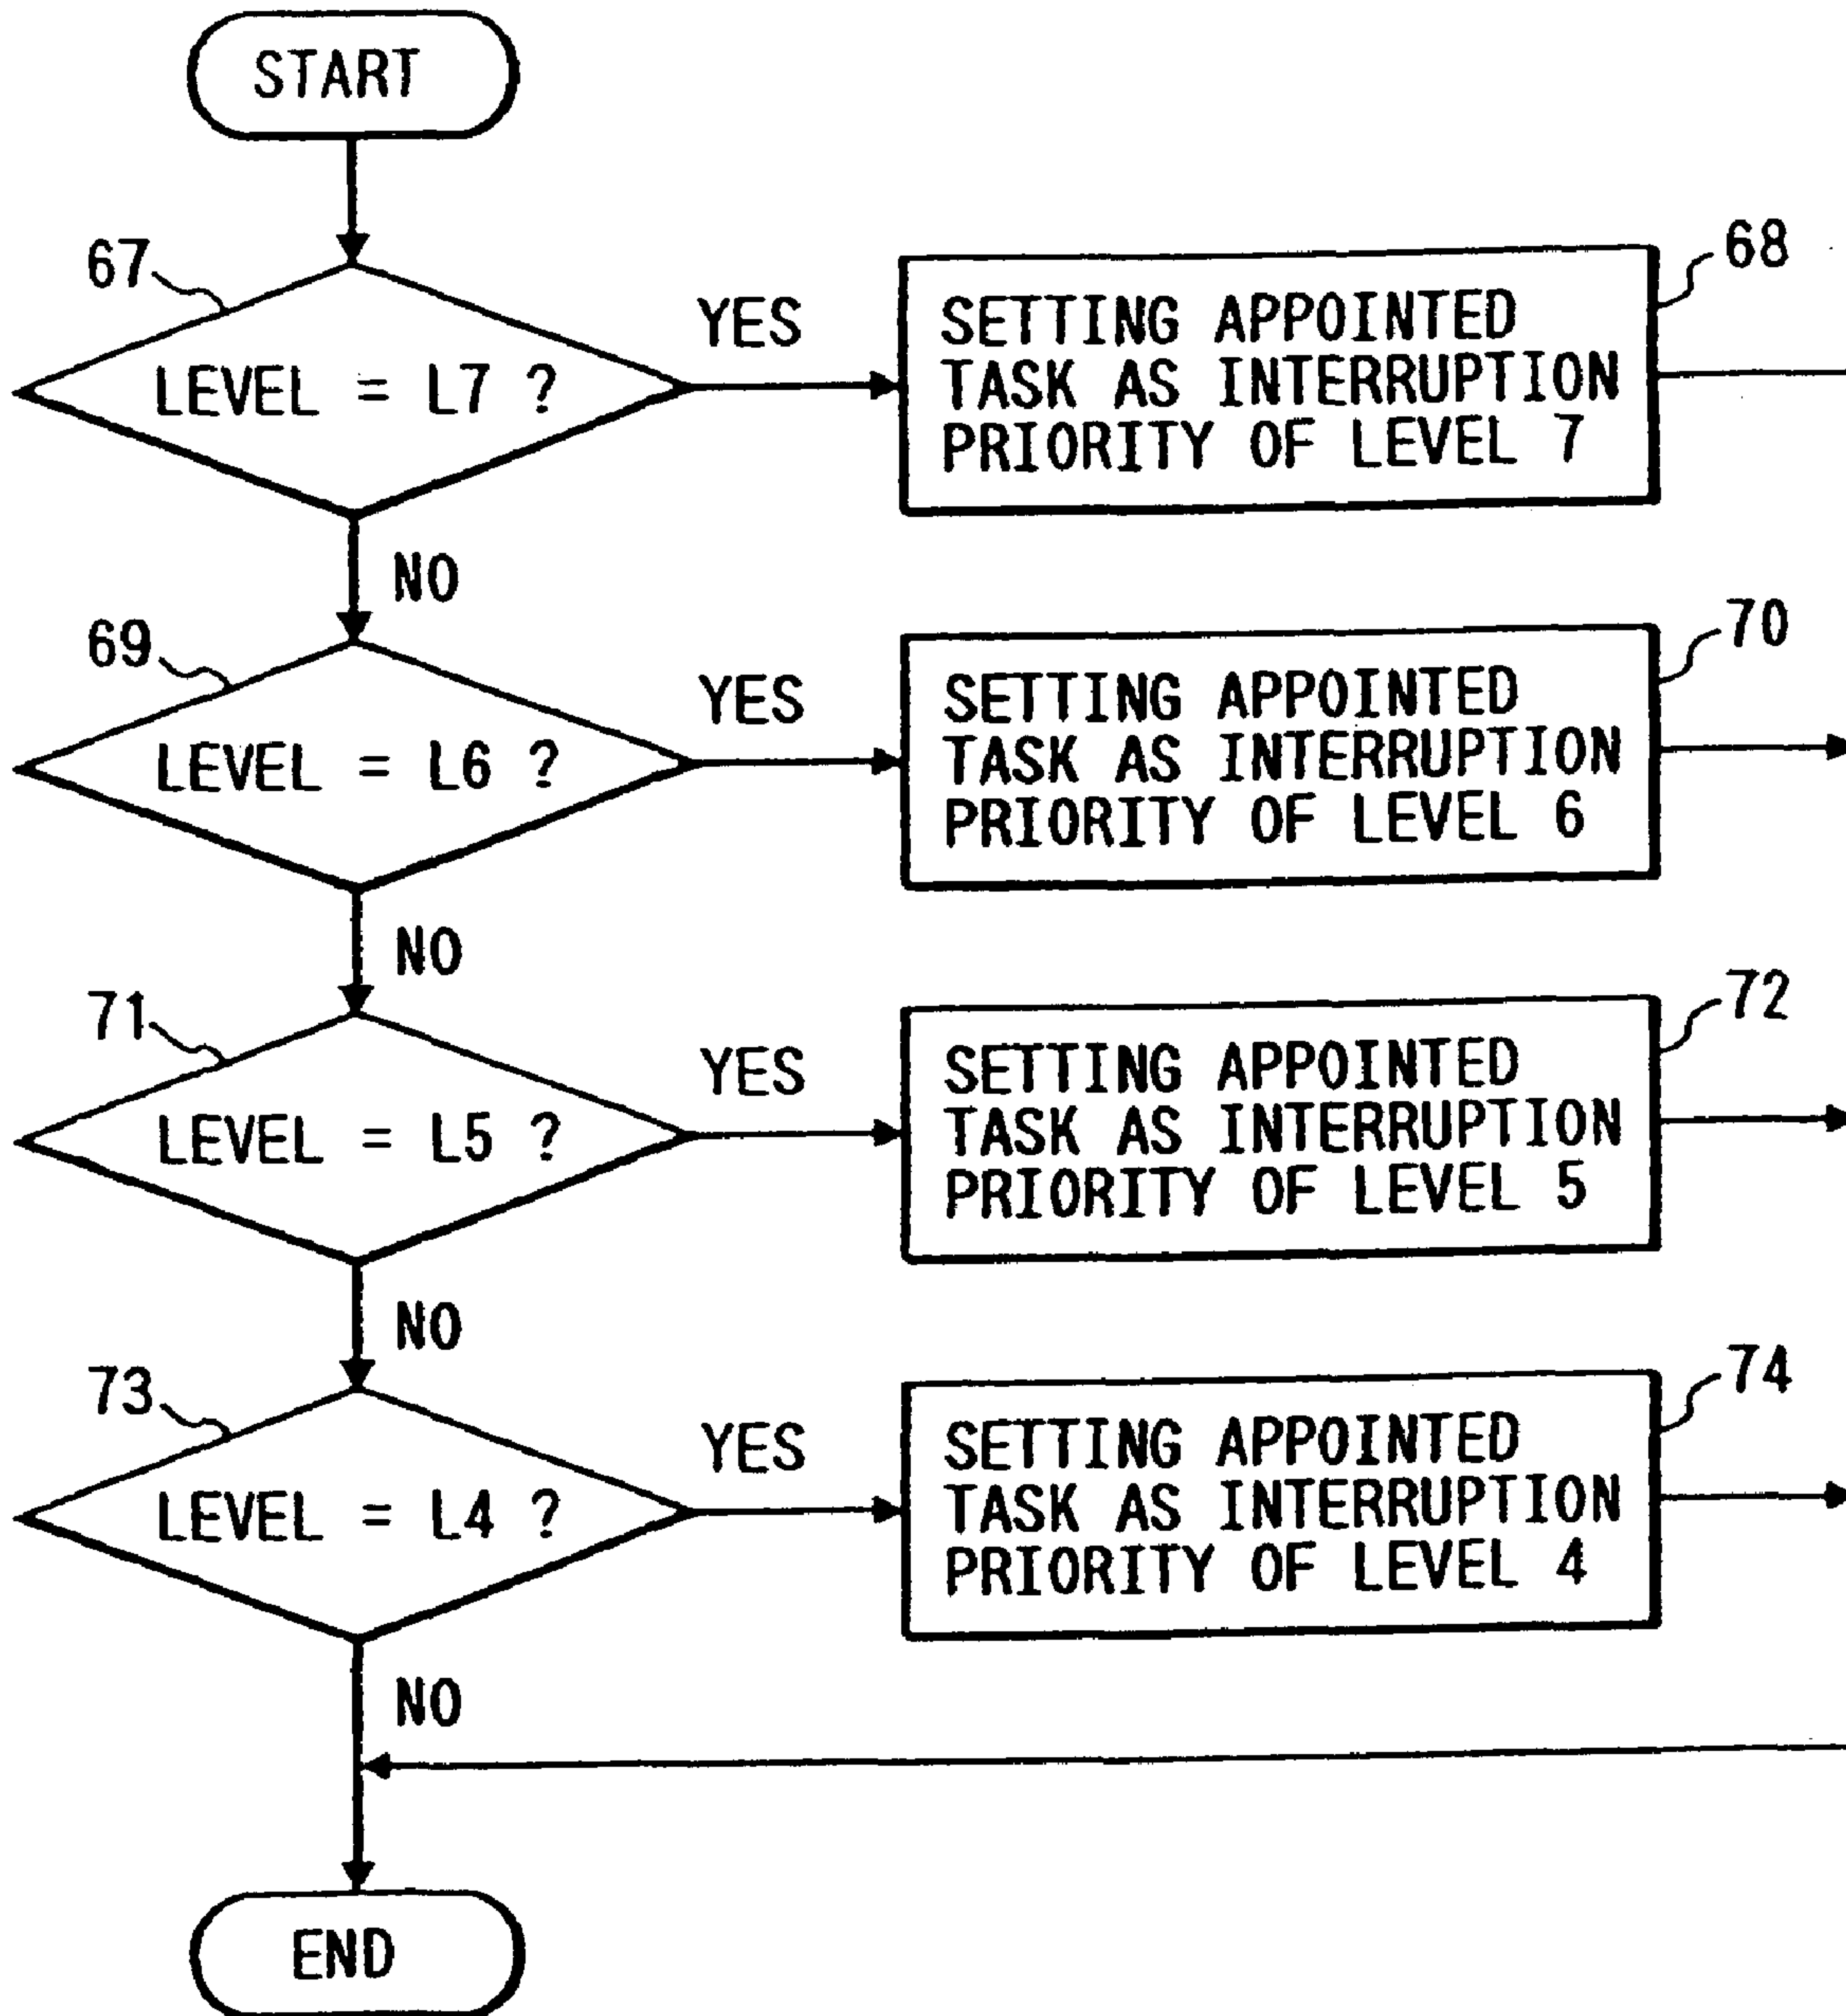 START
67
LEVEL = L7 ?
YES
68
SETTING APPOINTED
TASK AS INTERRUPTION
PRIORITY OF LEVEL 7
NO
69
LEVEL = L6 ?
YES
70
SETTING APPOINTED
TASK AS INTERRUPTION
PRIORITY OF LEVEL 6
NO
71
LEVEL = L5 ?
YES
72
SETTING APPOINTED
TASK AS INTERRUPTION
PRIORITY OF LEVEL 5
NO
73
LEVEL = L4 ?
YES
74
SETTING APPOINTED
TASK AS INTERRUPTION
PRIORITY OF LEVEL 4
NO
END